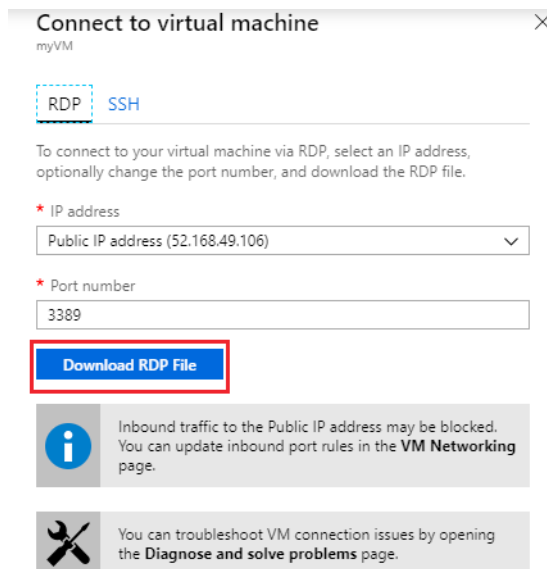 Connect to virtual machine
myVM
RDP SSH
To connect to your virtual machine via RDP, select an IP address,
optionally change the port number, and download the RDP file.
* IP address
Public IP address (52.168.49.106)
* Port number
3389
Download RDP File
Inbound traffic to the Public IP address may be blocked.
You can update inbound port rules in the VM Networking
page.
You can troubleshoot VM connection issues by opening
the Diagnose and solve problems page.